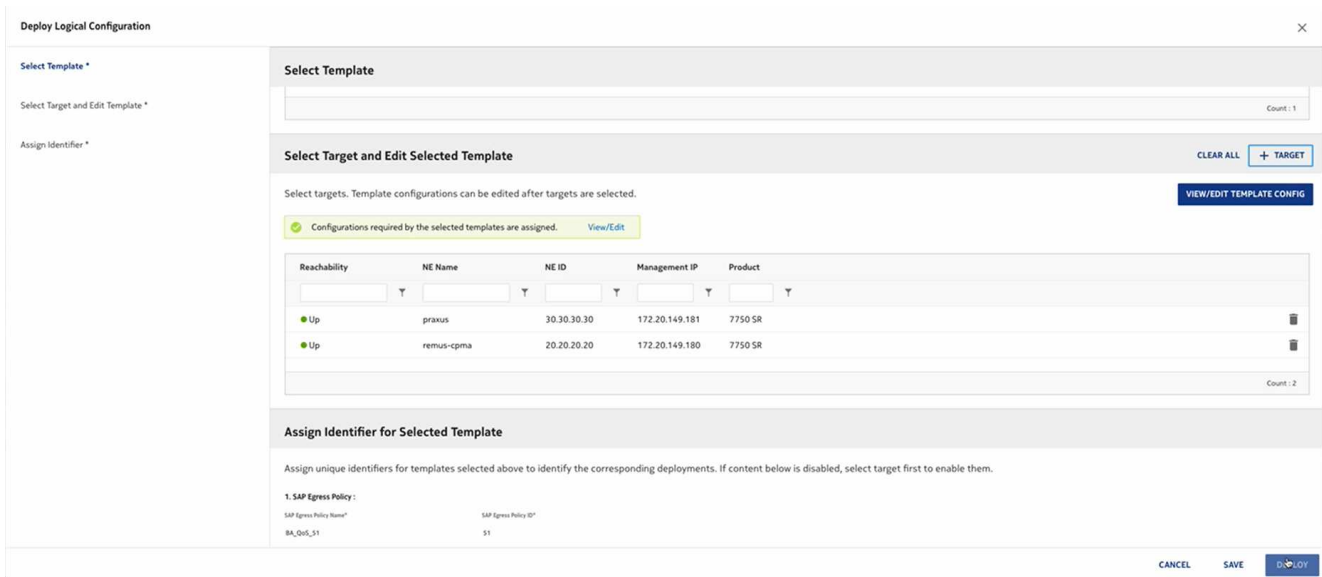 Deploy Logical Configuration
Select Template *
Select Target and Edit Template *
Assign Identifier *
Select Template
Count : 1
Select Target and Edit Selected Template
CLEAR ALL
+ TARGET
Select targets. Template configurations can be edited after targets are selected.
VIEW/EDIT TEMPLATE CONFIG
Configurations required by the selected templates are assigned. View/Edit
Reachability NE Name NE ID Management IP Product
Up praxus 30.30.30.30 172.20.149.181 7750 SR
Up remus-cpma 20.20.20.20 172.20.149.180 7750 SR
Count : 2
Assign Identifier for Selected Template
Assign unique identifiers for templates selected above to identify the corresponding deployments. If content below is disabled, select target first to enable them.
1. SAP Egress Policy :
SAP Egress Policy Name* SAP Egress Policy ID*
BA_QoS_51 51
CANCEL SAVE DEPLOY